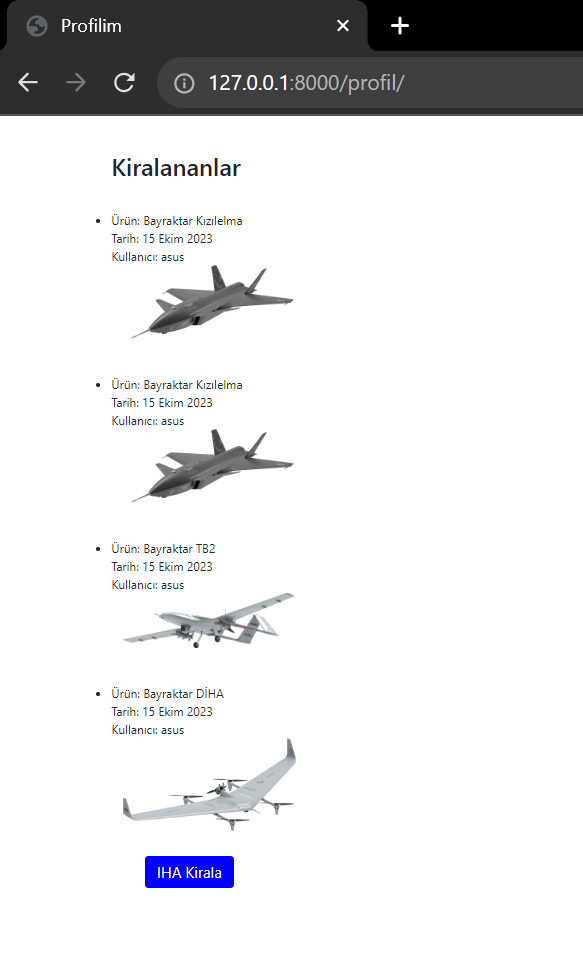 Profilim
127.0.0.1:8000/profil/
Kiralananlar
Ürün: Bayraktar Kızılelma
Tarih: 15 Ekim 2023
Kullanıcı: asus
Ürün: Bayraktar Kızılelma
Tarih: 15 Ekim 2023
Kullanıcı: asus
Ürün: Bayraktar TB2
Tarih: 15 Ekim 2023
Kullanıcı: asus
Ürün: Bayraktar DİHA
Tarih: 15 Ekim 2023
Kullanıcı: asus
IHA Kirala